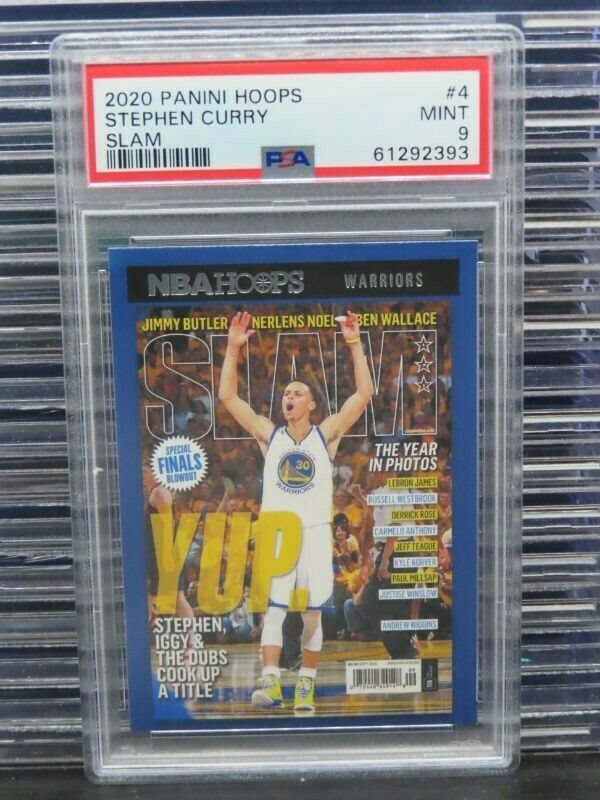 2020 PANINI HOOPS #4
STEPHEN CURRY MINT
SLAM 9
PSA 61292393
NBA HOOPS WARRIORS
JIMMY BUTLER NERLENS NOEL BEN WALLACE
SLAM
THE YEAR
IN PHOTOS
SPECIAL
FINALS
BLOWOUT
LEBRON JAMES
RUSSELL WESTBROOK
DERRICK ROSE
CARMELO ANTHONY
JEFF TEAGUE
KYLE KORVER
PAUL MILLSAP
JUSTISE WINSLOW
ANDREW WIGGINS
30
WARRIORS
YUP.
STEPHEN,
IGGY &
THE DUBS
COOK UP
A TITLE
09